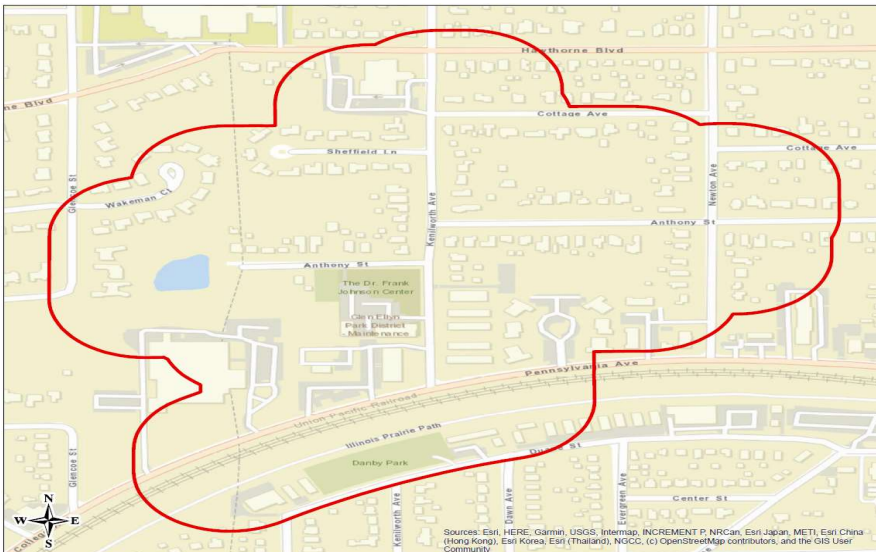 Hawthorne Blvd
ne Blvd
Cottage Ave
Sheffield Ln
Cottage Ave
Glencoe St
Wakeman Ct
Kenilworth Ave
Newton Ave
Anthony St
Anthony St
The Dr. Frank
Johnson Center
Glen Ellyn
Park District
- Maintenance
Pennsylvania Ave
Union Pacific Railroad
Illinois Prairie Path
Duane St
Danby Park
Glencoe St
Kenilworth Ave
Dawn Ave
Evergreen Ave
Center St
Colleg
N
W
E
S
Sources: Esri, HERE, Garmin, USGS, Intermap, INCREMENT P, NRCan, Esri Japan, METI, Esri China
(Hong Kong), Esri Korea, Esri (Thailand), NGCC, (c) OpenStreetMap contributors, and the GIS User
Community